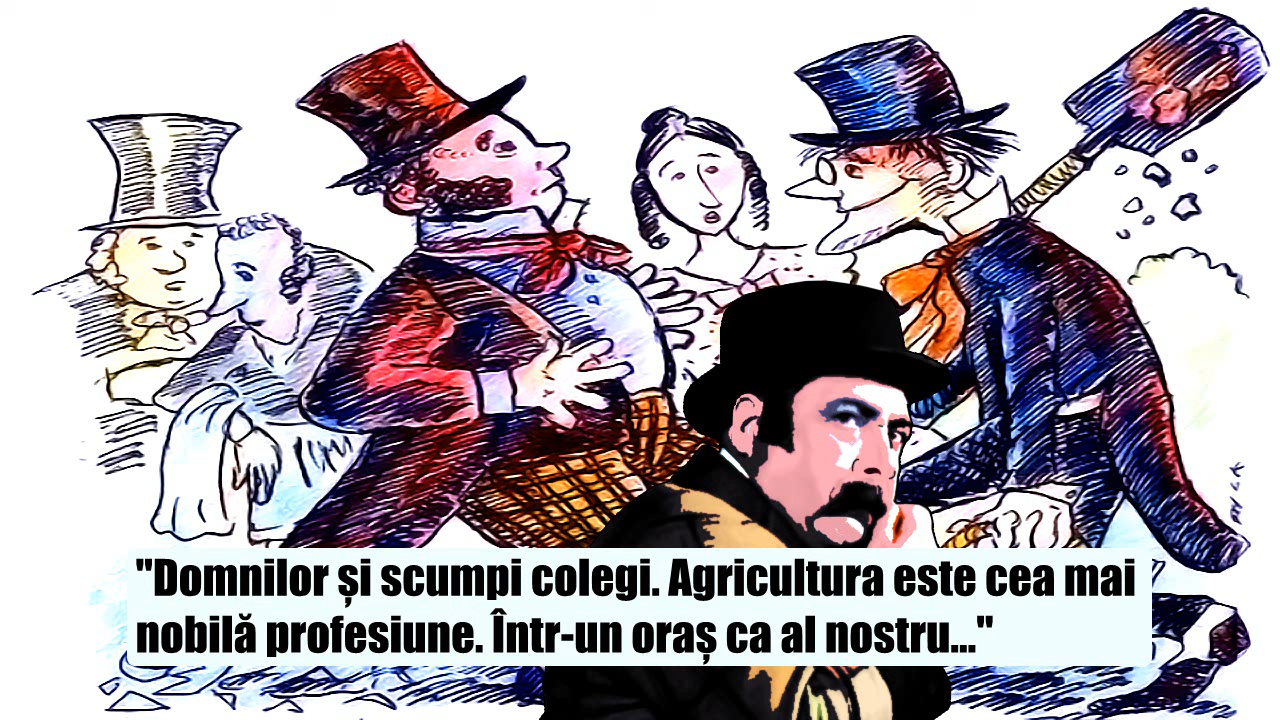 "Domnilor și scumpi colegi. Agricultura este cea mai
nobilă profesiune. Într-un oraș ca al nostru..."